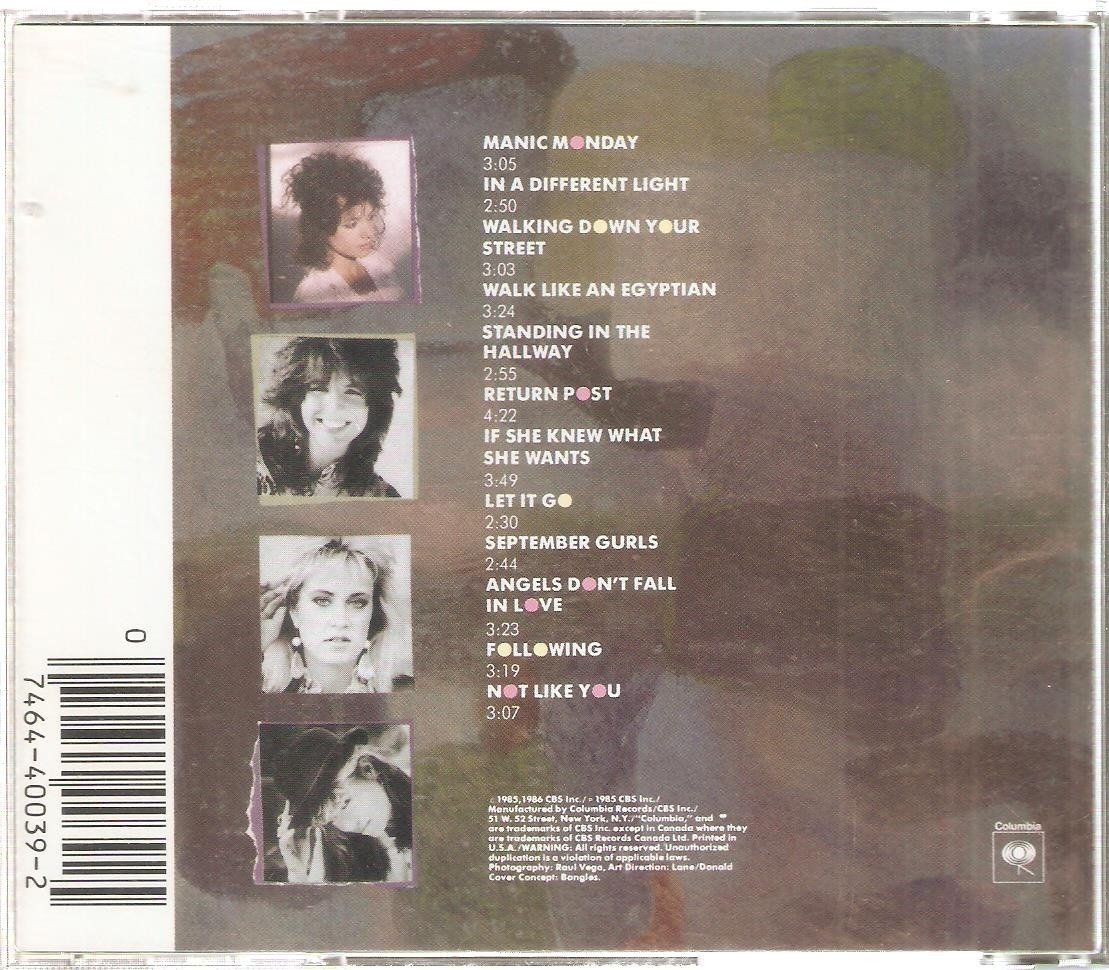 MANIC MONDAY
3:05
IN A DIFFERENT LIGHT
2:50
WALKING DOWN YOUR
STREET
3:03
WALK LIKE AN EGYPTIAN
3:24
STANDING IN THE
HALLWAY
2:55
RETURN POST
4:22
IF SHE KNEW WHAT
SHE WANTS
3:49
LET IT GO
2:30
SEPTEMBER GURLS
2:44
ANGELS DON'T FALL
IN LOVE
3:23
FOLLOWING
3:19
NOT LIKE YOU
3:07
© 1985,1986 CBS Inc./℗ 1985 CBS Inc./
Manufactured by Columbia Records/CBS Inc./
51 W. 52 Street, New York, N.Y./"Columbia," and
are trademarks of CBS Inc. except in Canada where they
are trademarks of CBS Records Canada Ltd. Printed in
U.S.A./WARNING: All rights reserved. Unauthorized
duplication is a violation of applicable laws.
Photography: Raul Vega, Art Direction: Lane/Donald
Cover Concept: Bangles.
Columbia
0
7464-40039-2